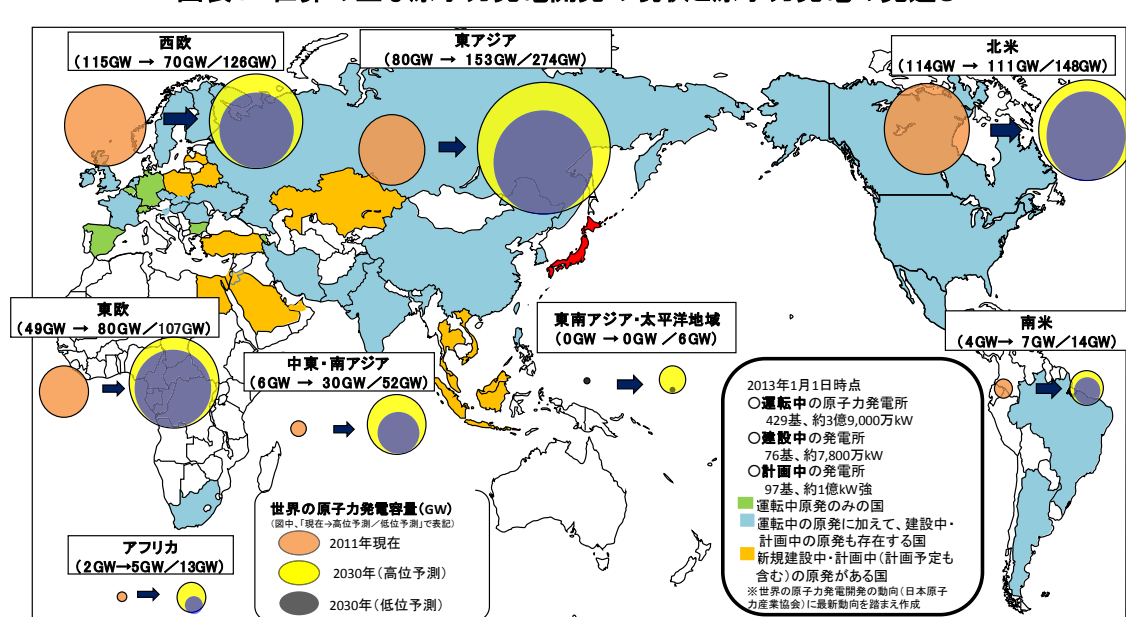 西欧
(115GW → 70GW/126GW)
東アジア
(80GW → 153GW/274GW)
北米
(114GW → 111GW/148GW)
東欧
(49GW → 80GW/107GW)
中東・南アジア
(6GW → 30GW/52GW)
東南アジア・太平洋地域
(0GW →0GW /6GW)
南米
(4GW→ 7GW/14GW)
アフリカ
(2GW→5GW/13GW)
世界の原子力発電容量(GW)
(図中、「現在→高位予測/低位予測」で表記)
2011年現在
2030年(高位予測)
2030年(低位予測)
2013年1月1日時点
○運転中の原子力発電所
429基、約3億9,000万kW
○建設中の発電所
76基、約7,800万kW
○計画中の発電所
97基、約1億kW強
運転中原発のみの国
運転中の原発に加えて、建設中・
計画中の原発も存在する国
新規建設中・計画中(計画予定も
含む)の原発がある国
※世界の原子力発電開発の動向(日本原子
力産業協会)に最新動向を踏まえ作成